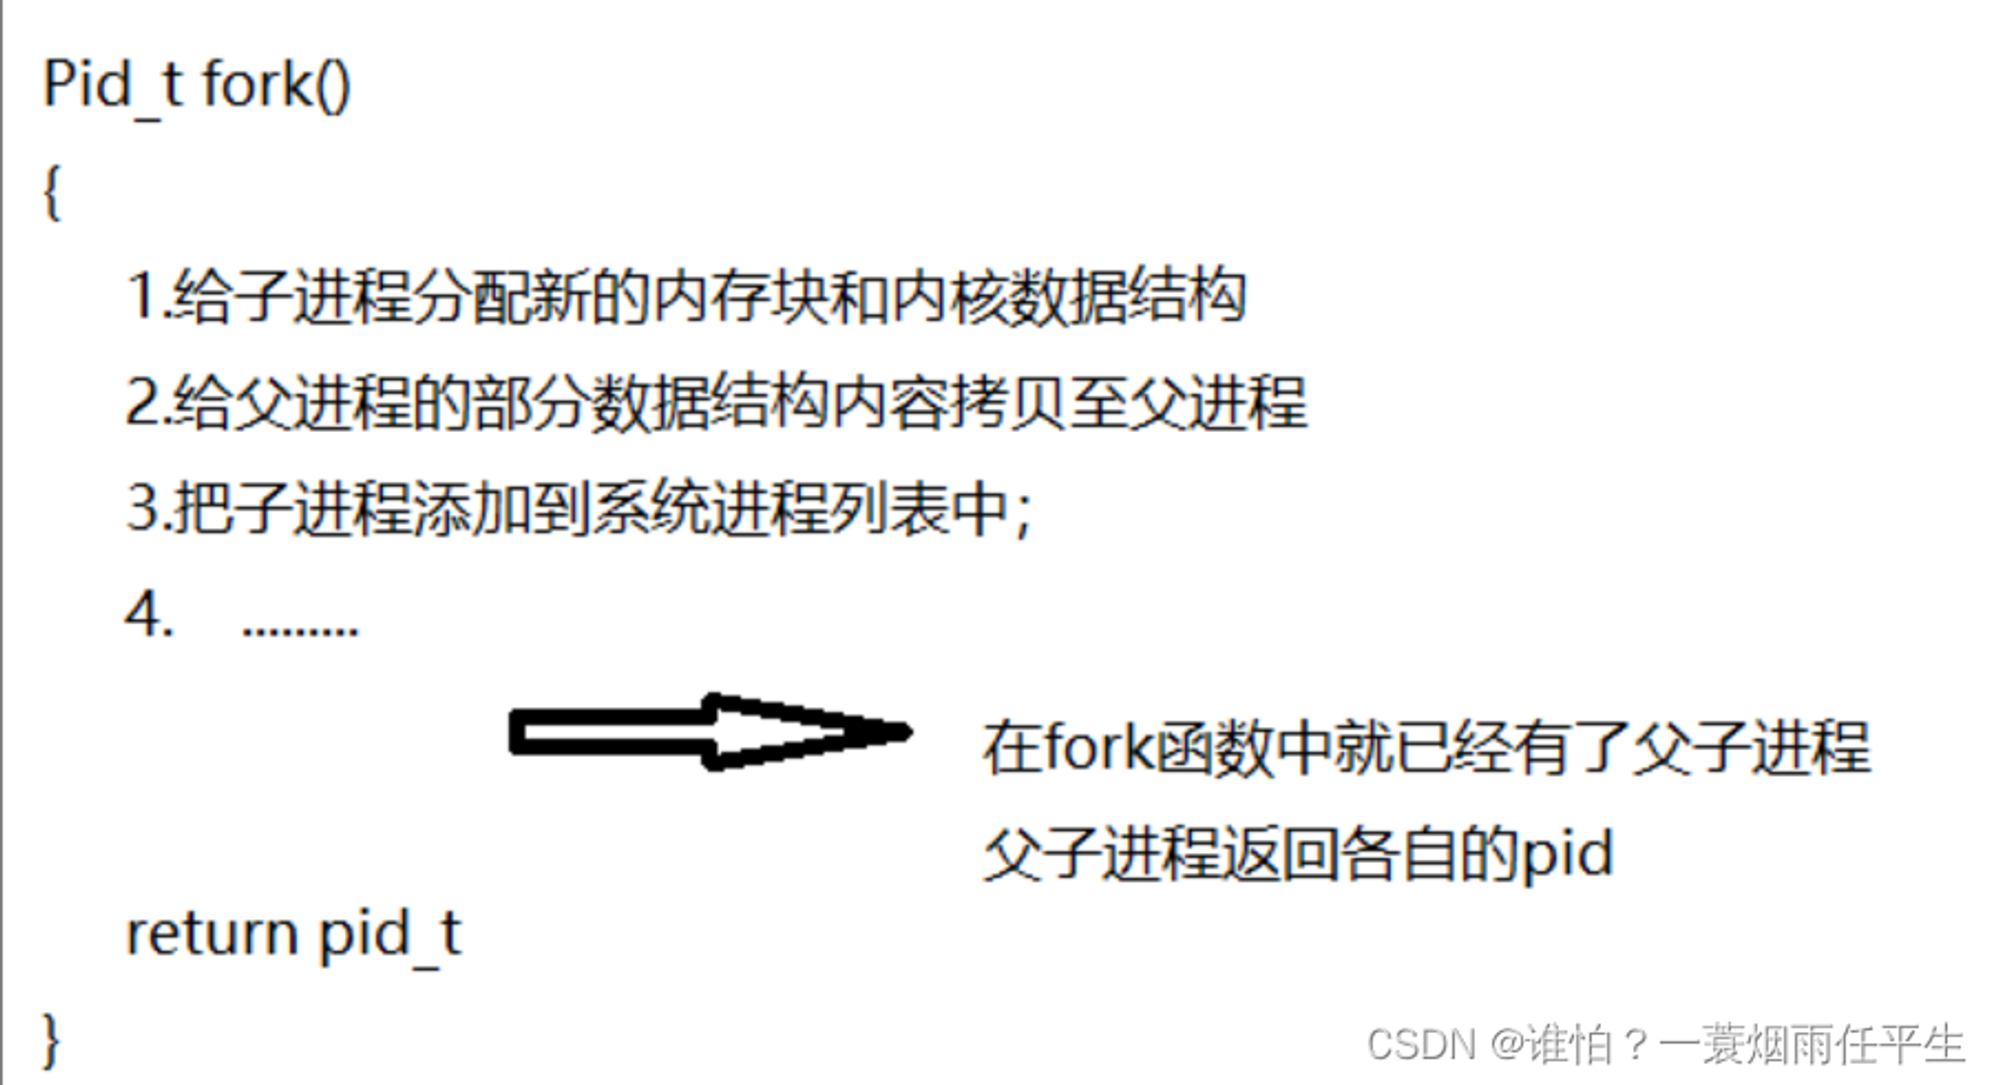 Pid_t fork()
{
1.给子进程分配新的内存块和内核数据结构
2.给父进程的部分数据结构内容拷贝至父进程
3.把子进程添加到系统进程列表中；
4. .........
在fork函数中就已经有了父子进程
父子进程返回各自的pid
return pid_t
}
CSDN @谁怕？一蓑烟雨任平生